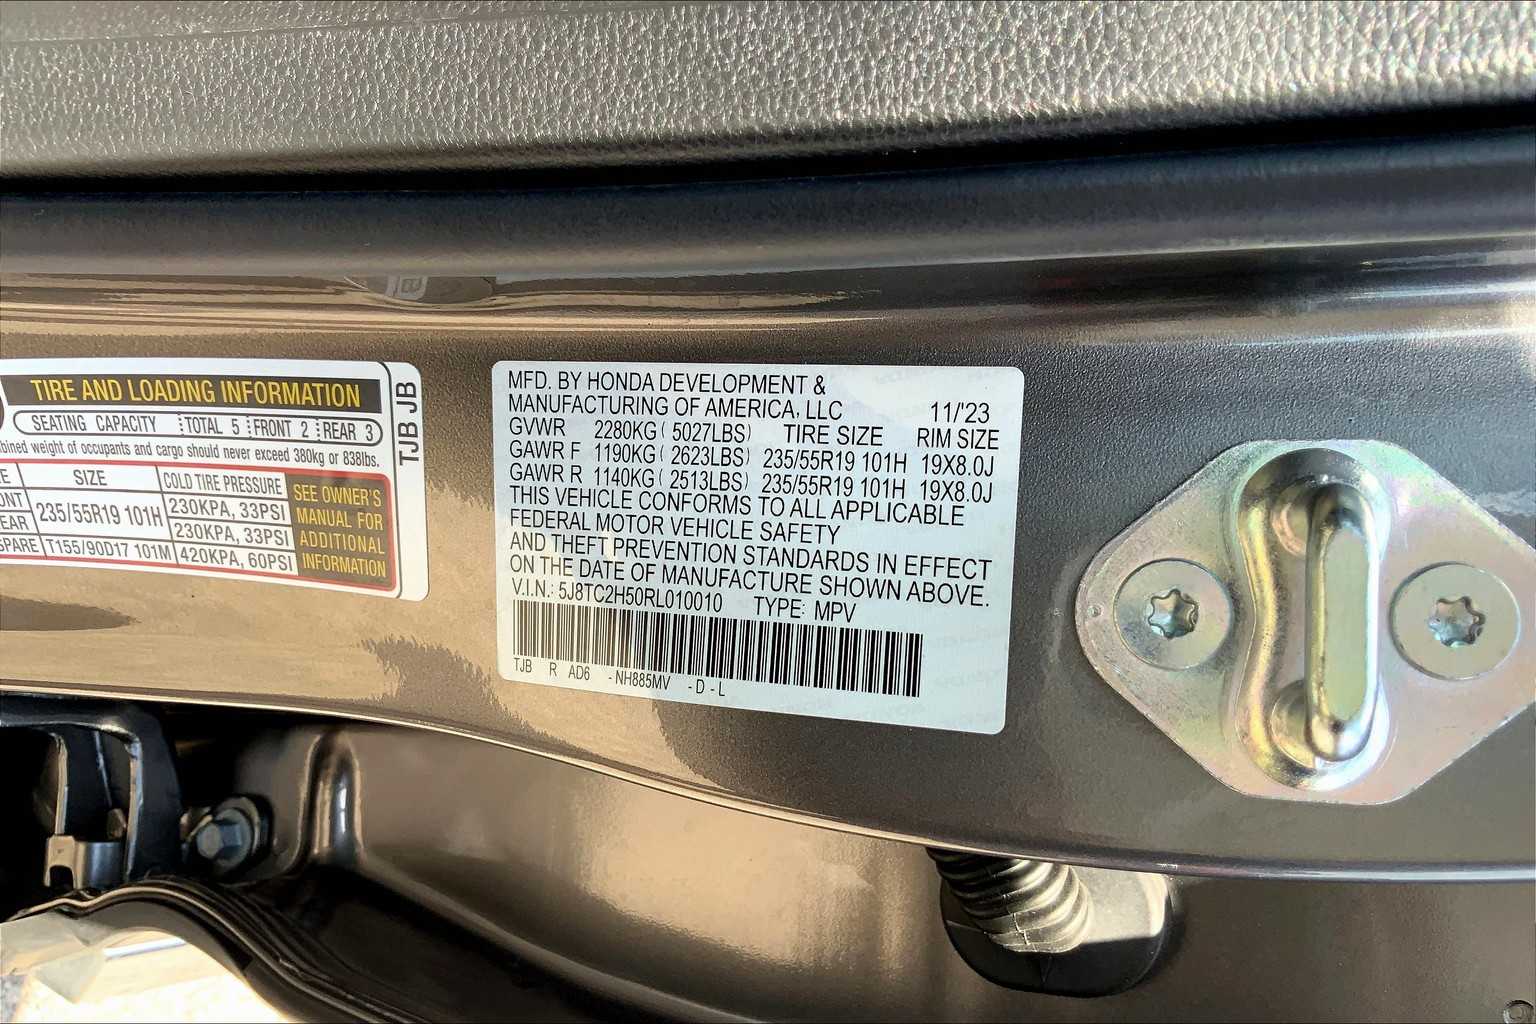 TIRE AND LOADING INFORMATION
SEATING CAPACITY TOTAL 5 FRONT 2 REAR 3
weight of occupants and cargo should never exceed 380kg or 838lbs.
SIZE COLD TIRE PRESSURE
235/55R19 101H 230KPA, 33PSI
230KPA, 33PSI
T155/90D17 101M 420KPA, 60PSI
SEE OWNER'S
MANUAL FOR
ADDITIONAL
INFORMATION
TJB JB
MFD. BY HONDA DEVELOPMENT &
MANUFACTURING OF AMERICA, LLC 11/'23
GVWR 2280KG ( 5027LBS) TIRE SIZE RIM SIZE
GAWR F 1190KG ( 2623LBS) 235/55R19 101H 19X8.0J
GAWR R 1140KG ( 2513LBS) 235/55R19 101H 19X8.0J
THIS VEHICLE CONFORMS TO ALL APPLICABLE
FEDERAL MOTOR VEHICLE SAFETY
AND THEFT PREVENTION STANDARDS IN EFFECT
ON THE DATE OF MANUFACTURE SHOWN ABOVE.
V.I.N.: 5J8TC2H50RL010010 TYPE: MPV
TJB R AD6 -NH885MV -D-L